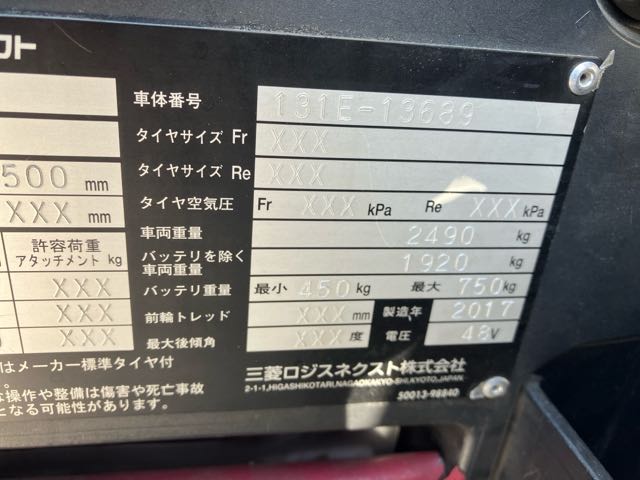 クト
車体番号 131E-13689
タイヤサイズ Fr XXX
タイヤサイズ Re XXX
500 mm
タイヤ空気圧 Fr XXX kPa Re XXX kPa
XXX mm
車両重量 2490 kg
許容荷重
アタッチメント kg
バッテリを除く
車両重量 1920 kg
XXX
バッテリ重量 最小 450 kg 最大 750 kg
XXX
前輪トレッド XXX mm 製造年 2017
XXX
最大後傾角 XXX 度 電圧 48V
はメーカー標準タイヤ付
。
三菱ロジスネクスト株式会社
2-1-1, HIGASHIKOTARI, NAGAOKAKYO-SHI, KYOTO, JAPAN.
な操作や整備は傷害や死亡事故
となる可能性があります。
50013-98840